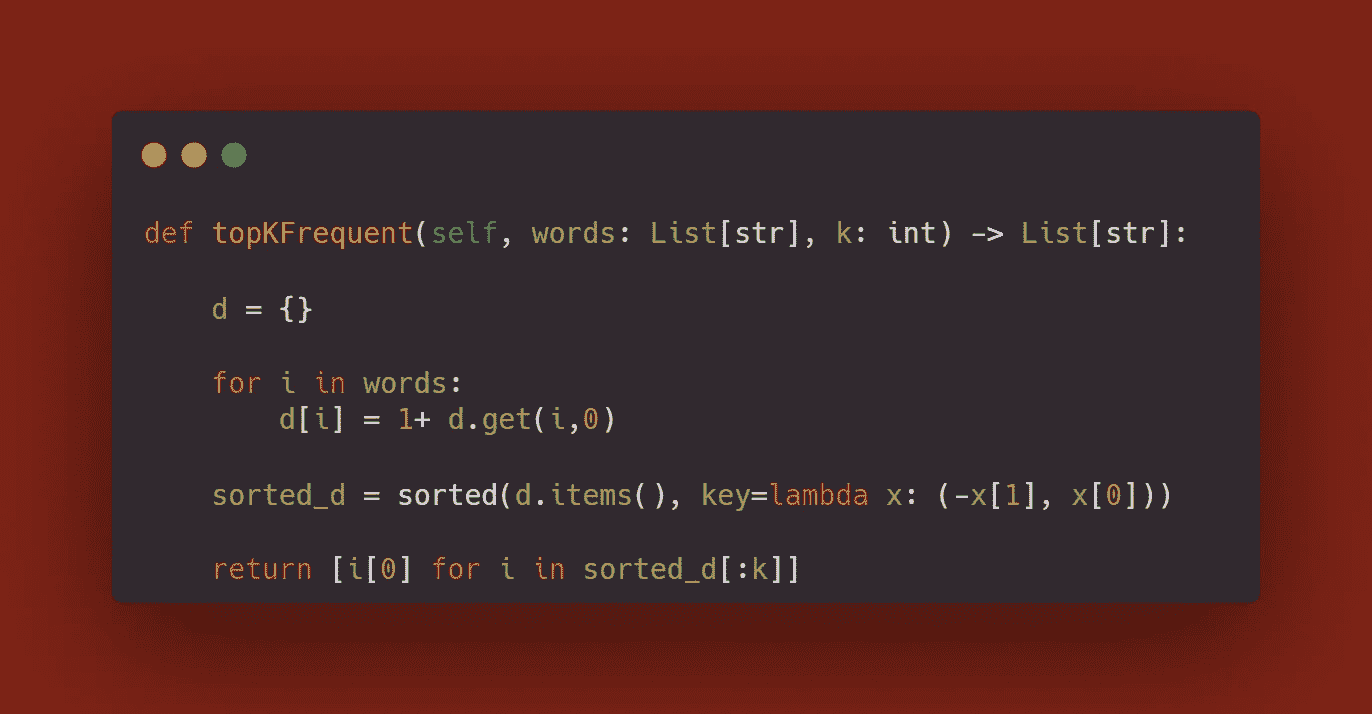 def topKFrequent(self, words: List[str], k: int) -> List[str]:
    d = {}
    for i in words:
        d[i] = 1+ d.get(i,0)
    sorted_d = sorted(d.items(), key=lambda x: (-x[1], x[0]))
    return [i[0] for i in sorted_d[:k]]